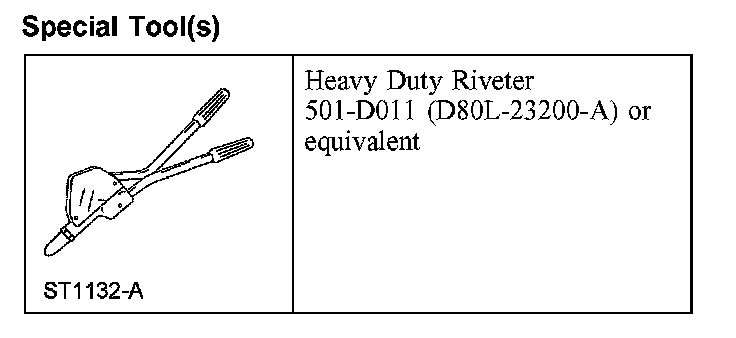 Special Tool(s)
Heavy Duty Riveter
501-D011 (D80L-23200-A) or
equivalent
ST1132-A